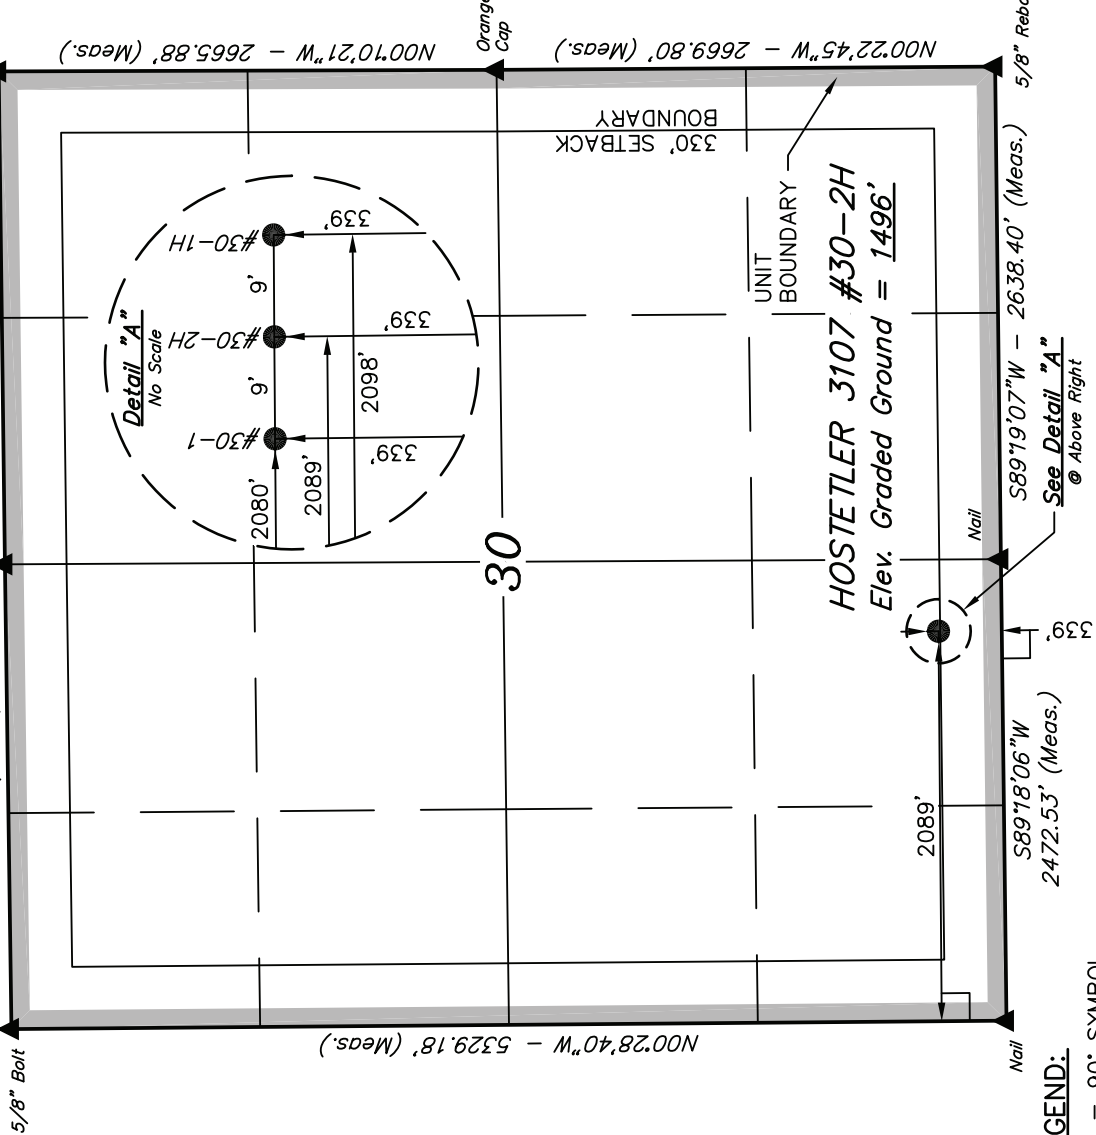 N00°10'21"W - 2665.88' (Meas.)
Orange
Cap
N00°22'45"W - 2669.80' (Meas.)
5/8" Reba
330' SETBACK
BOUNDARY
UNIT
BOUNDARY
Detail "A"
No Scale
#30-1H
9'
#30-2H
9'
#30-1
339'
339'
339'
2098'
2089'
2080'
30
HOSTETLER 3107 #30-2H
Elev. Graded Ground = 1496'
S89°19'07"W - 2638.40' (Meas.)
See Detail "A"
@ Above Right
Nail
339'
2089'
S89°18'06"W
2472.53' (Meas.)
N00°28'40"W - 5329.18' (Meas.)
5/8" Bolt
Nail
GEND:
= 90° SYMBOL